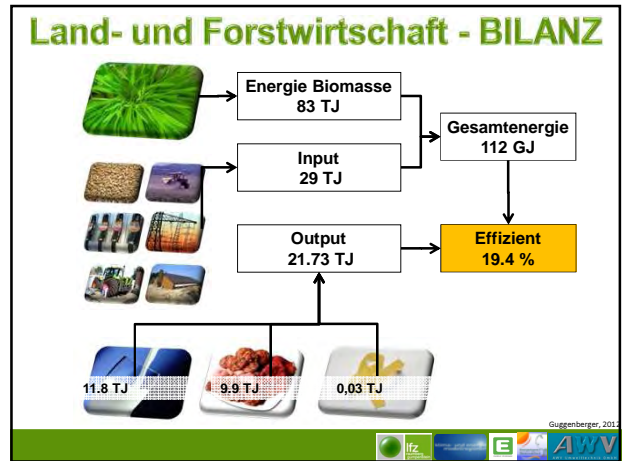 Land- und Forstwirtschaft - BILANZ
Energie Biomasse
83 TJ
Gesamtenergie
112 GJ
Input
29 TJ
Output
21.73 TJ
Effizient
19.4 %
11.8 TJ
9.9 TJ
0,03 TJ
Guggenberger, 2012
lfz
E
AWV